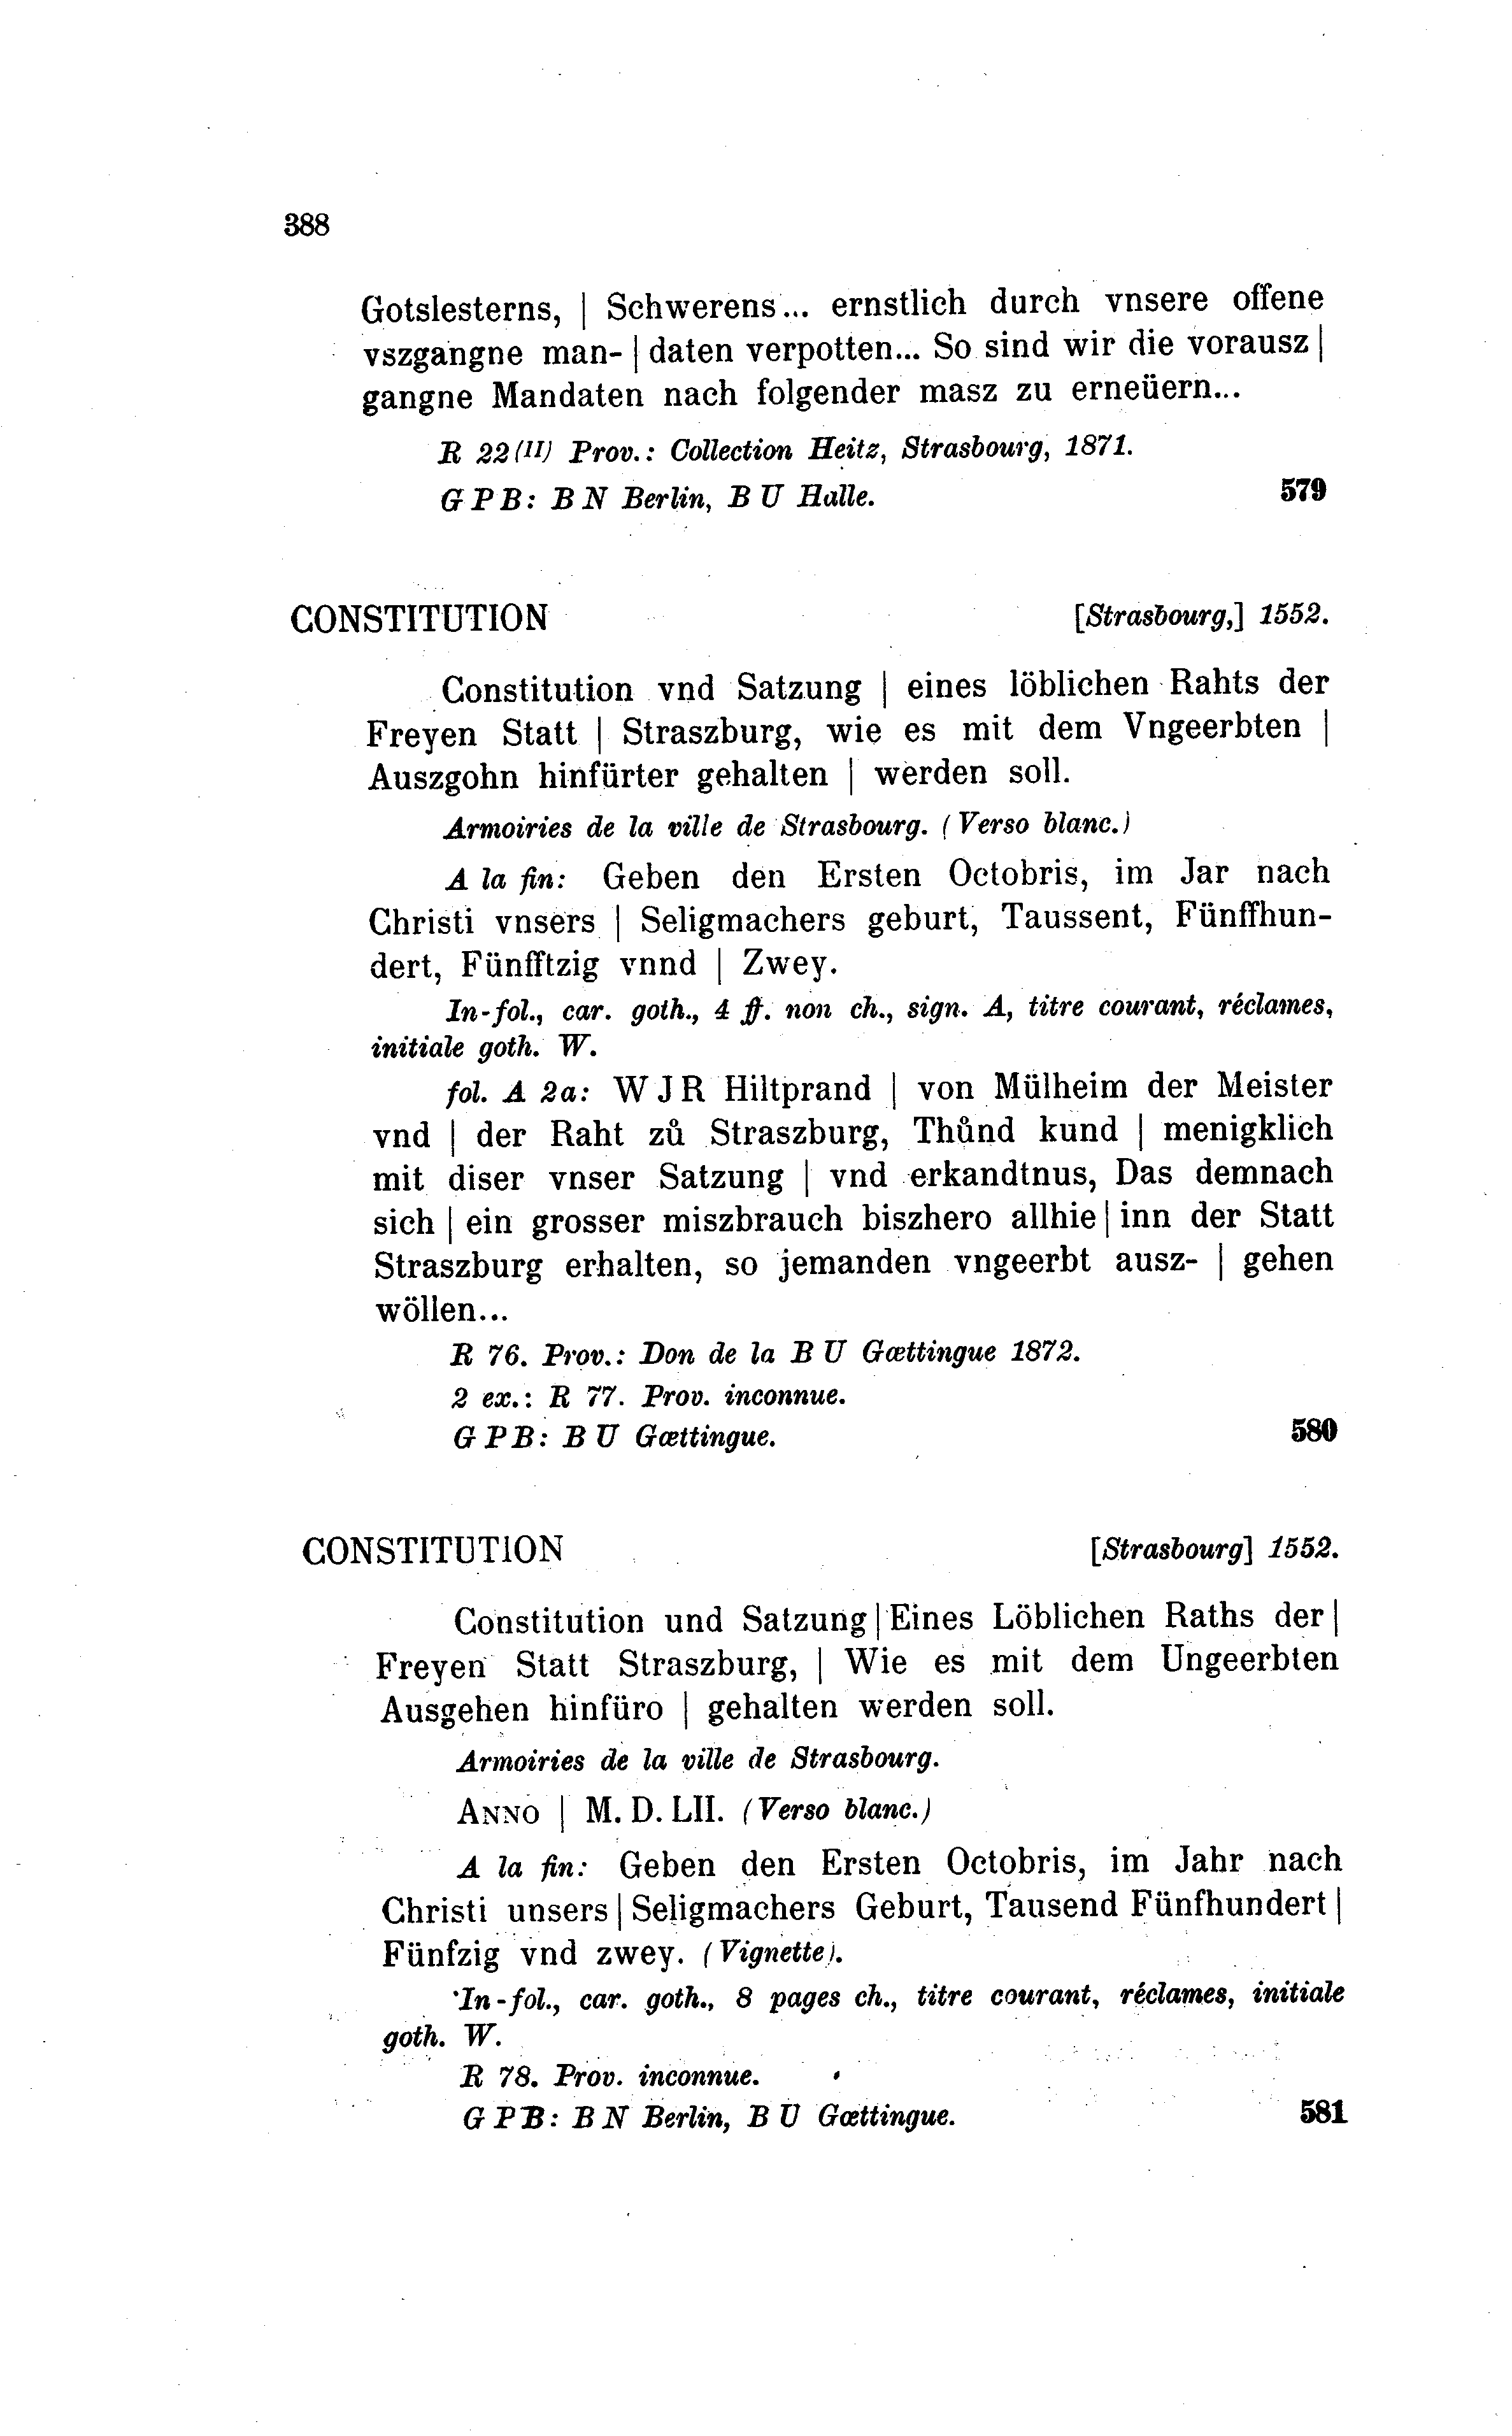 388
Gotslesterns, | Schwerens... ernstlich durch vnsere offene
vszgangne man- | daten verpotten... So sind wir die vorausz |
gangne Mandaten nach folgender masz zu erneüern...
R 22(II) Prov.: Collection Heitz, Strasbourg, 1871.
G P B: B N Berlin, B U Halle. 579
CONSTITUTION [Strasbourg,] 1552.
Constitution vnd Satzung | eines löblichen Rahts der
Freyen Statt | Straszburg, wie es mit dem Vngeerbten |
Auszgohn hinfürter gehalten | werden soll.
Armoiries de la ville de Strasbourg. (Verso blanc.)
A la fin: Geben den Ersten Octobris, im Jar nach
Christi vnsers | Seligmachers geburt, Taussent, Fünffhun-
dert, Fünfftzig vnnd | Zwey.
In-fol., car. goth., 4 ff. non ch., sign. A, titre courant, réclames,
initiale goth. W.
fol. A 2a: W J R Hiltprand | von Mülheim der Meister
vnd | der Raht zů Straszburg, Thůnd kund | menigklich
mit diser vnser Satzung | vnd erkandtnus, Das demnach
sich | ein grosser miszbrauch biszhero allhie | inn der Statt
Straszburg erhalten, so jemanden vngeerbt ausz- | gehen
wöllen...
R 76. Prov.: Don de la B U Gœttingue 1872.
2 ex.: R 77. Prov. inconnue.
G P B: B U Gœttingue. 580
CONSTITUTION [Strasbourg] 1552.
Constitution und Satzung | Eines Löblichen Raths der |
Freyen Statt Straszburg, | Wie es mit dem Ungeerbten
Ausgehen hinfüro | gehalten werden soll.
Armoiries de la ville de Strasbourg.
ANNO | M. D. LII. (Verso blanc.)
A la fin: Geben den Ersten Octobris, im Jahr nach
Christi unsers | Seligmachers Geburt, Tausend Fünfhundert |
Fünfzig vnd zwey. (Vignette).
In-fol., car. goth., 8 pages ch., titre courant, réclames, initiale
goth. W.
R 78. Prov. inconnue.
G P B: B N Berlin, B U Gœttingue. 581